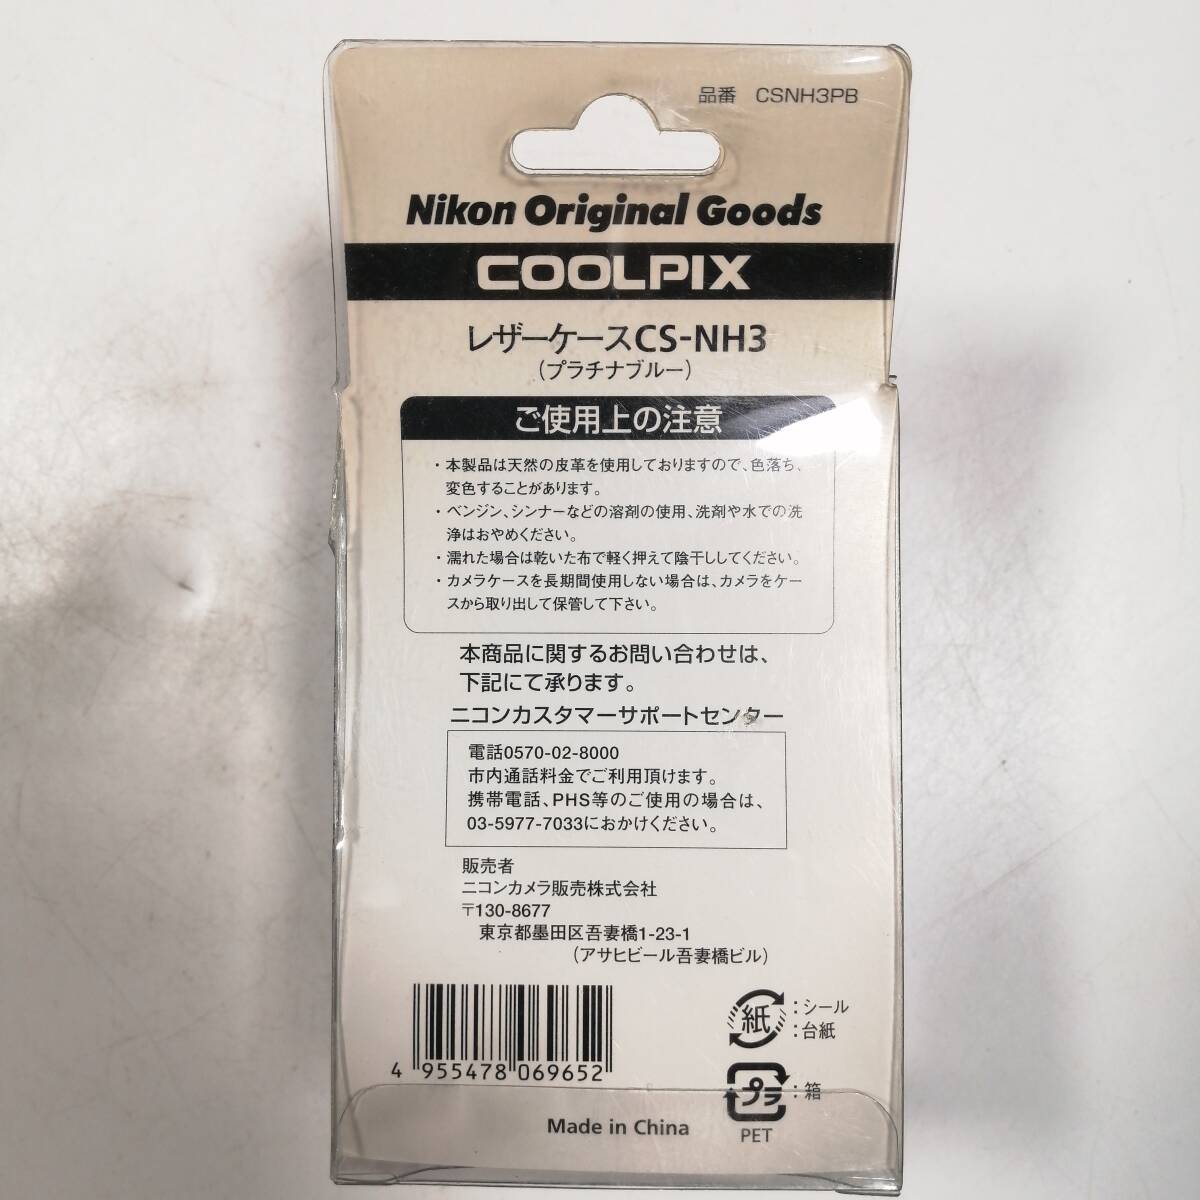 品番 CSNH3PB
Nikon Original Goods
COOLPIX
レザーケースCS-NH3
(プラチナブルー)
ご使用上の注意
・本製品は天然の皮革を使用しておりますので、色落ち、
変色することがあります。
・ベンジン、シンナーなどの溶剤の使用、洗剤や水での洗
浄はおやめください。
・濡れた場合は乾いた布で軽く押えて陰干ししてください。
・カメラケースを長期間使用しない場合は、カメラをケー
スから取り出して保管して下さい。
本商品に関するお問い合わせは、
下記にて承ります。
ニコンカスタマーサポートセンター
電話0570-02-8000
市内通話料金でご利用頂けます。
携帯電話、PHS等のご使用の場合は、
03-5977-7033におかけください。
販売者
ニコンカメラ販売株式会社
〒130-8677
東京都墨田区吾妻橋1-23-1
(アサヒビール吾妻橋ビル)
紙:シール
:台紙
プラ:箱
PET
4 955478 069652
Made in China